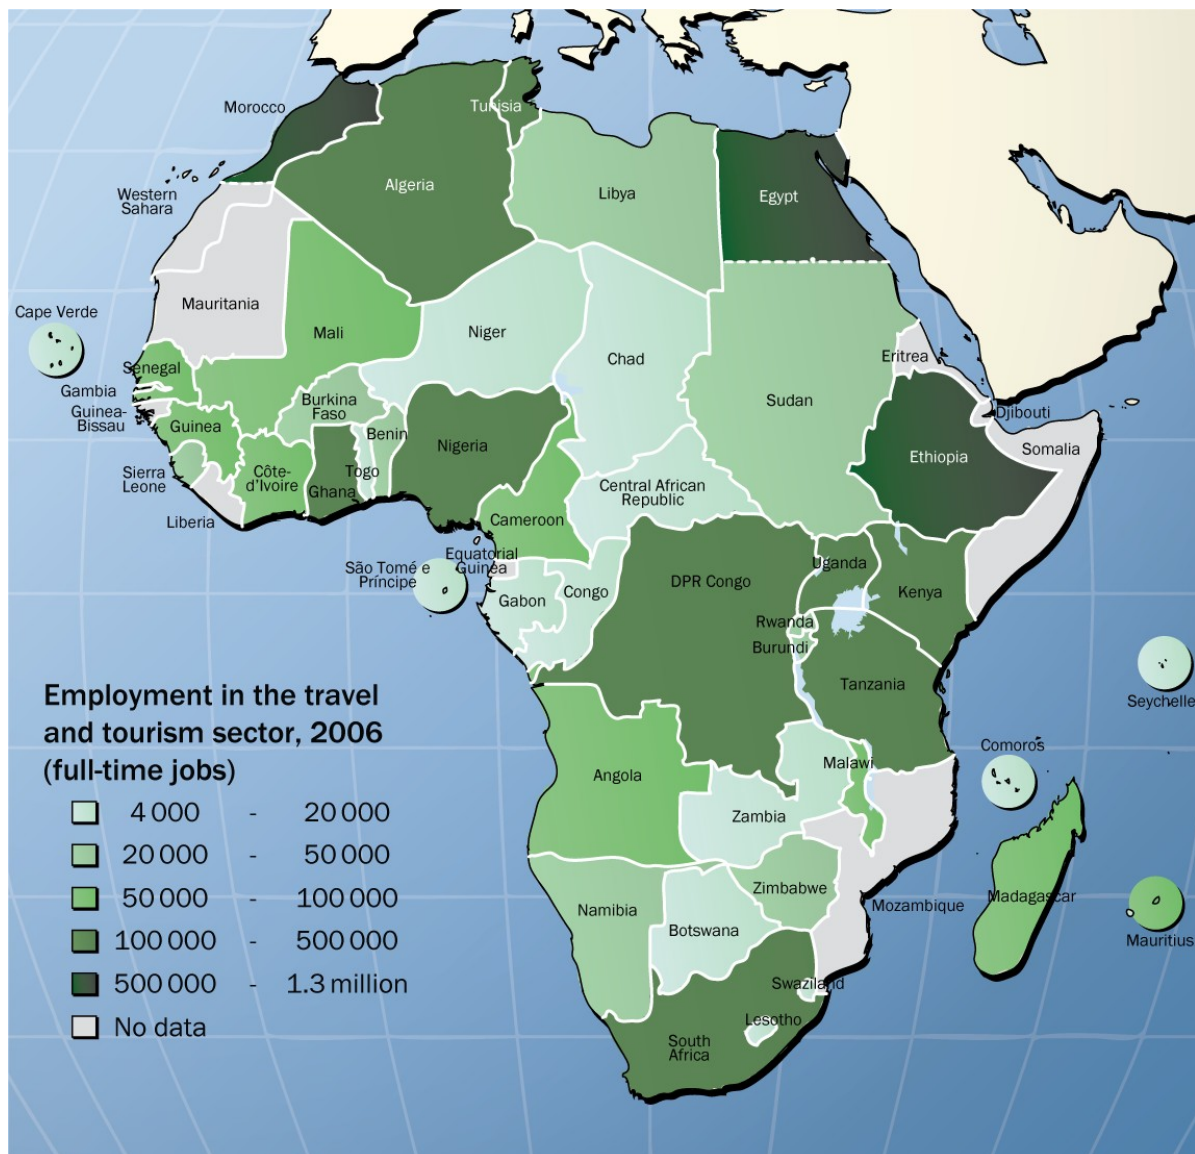 Morocco
Tunisia
Algeria
Libya
Egypt
Western
Sahara
Mauritania
Cape Verde
Mali
Niger
Chad
Sudan
Eritrea
Senegal
Gambia
Guinea-
Bissau
Guinea
Burkina
Faso
Benin
Nigeria
Djibouti
Somalia
Ethiopia
Sierra
Leone
Côte-
d'Ivoire
Togo
Ghana
Liberia
Cameroon
Central African
Republic
Equatorial
Guinea
São Tomé e
Príncipe
Gabon
Congo
DPR Congo
Uganda
Kenya
Rwanda
Burundi
Tanzania
Seychelle
Comoros
Employment in the travel
and tourism sector, 2006
(full-time jobs)
4 000 - 20 000
20 000 - 50 000
50 000 - 100 000
100 000 - 500 000
500 000 - 1.3 million
No data
Angola
Zambia
Malawi
Zimbabwe
Mozambique
Madagascar
Mauritius
Namibia
Botswana
Swaziland
Lesotho
South
Africa